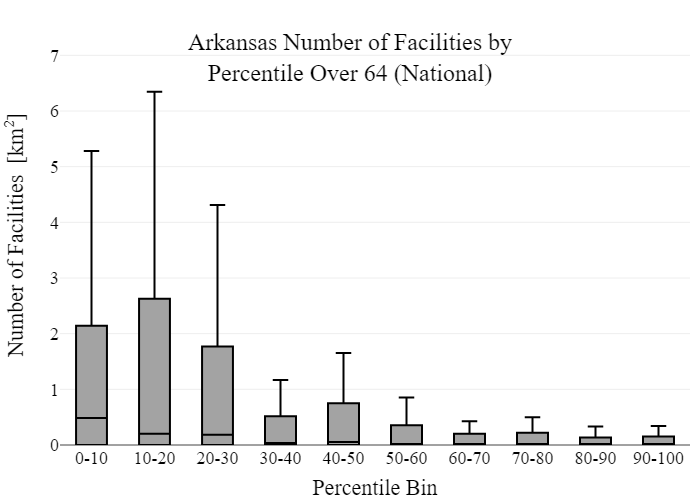 Arkansas Number of Facilities by
Percentile Over 64 (National)
Number of Facilities [km²]
7
6
5
4
3
2
1
0
0-10 10-20 20-30 30-40 40-50 50-60 60-70 70-80 80-90 90-100
Percentile Bin